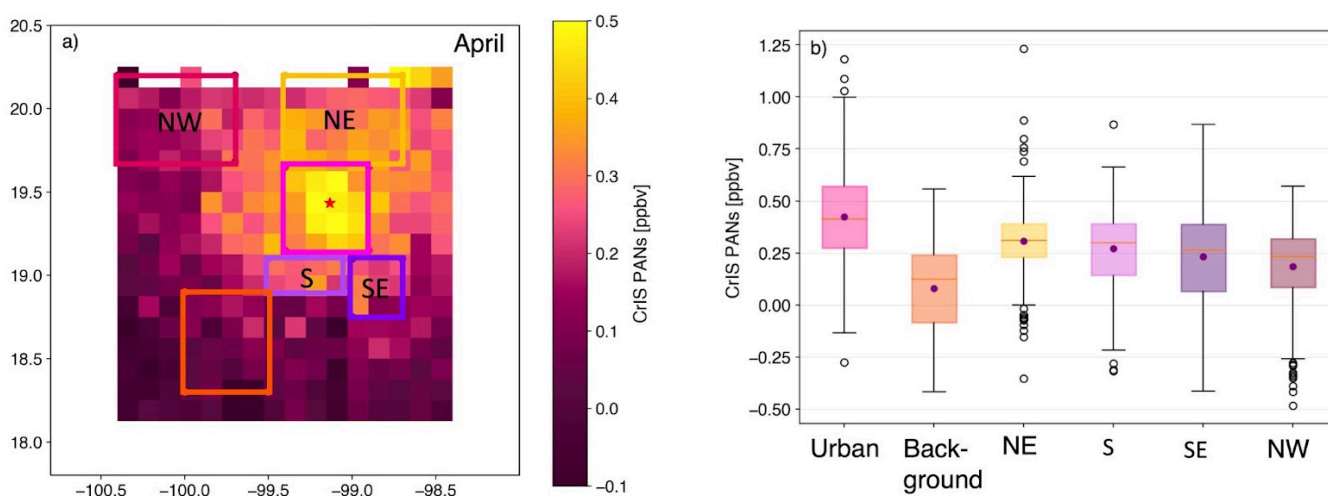 a)
April
20.5
20.0
19.5
19.0
18.5
18.0
−100.5 −100.0 −99.5 −99.0 −98.5
NW
NE
S
SE
0.5
0.4
0.3
0.2
0.1
0.0
−0.1
CrIS PANs [ppbv]
b)
CrIS PANs [ppbv]
1.25
1.00
0.75
0.50
0.25
0.00
−0.25
−0.50
Urban Back- NE S SE NW
ground